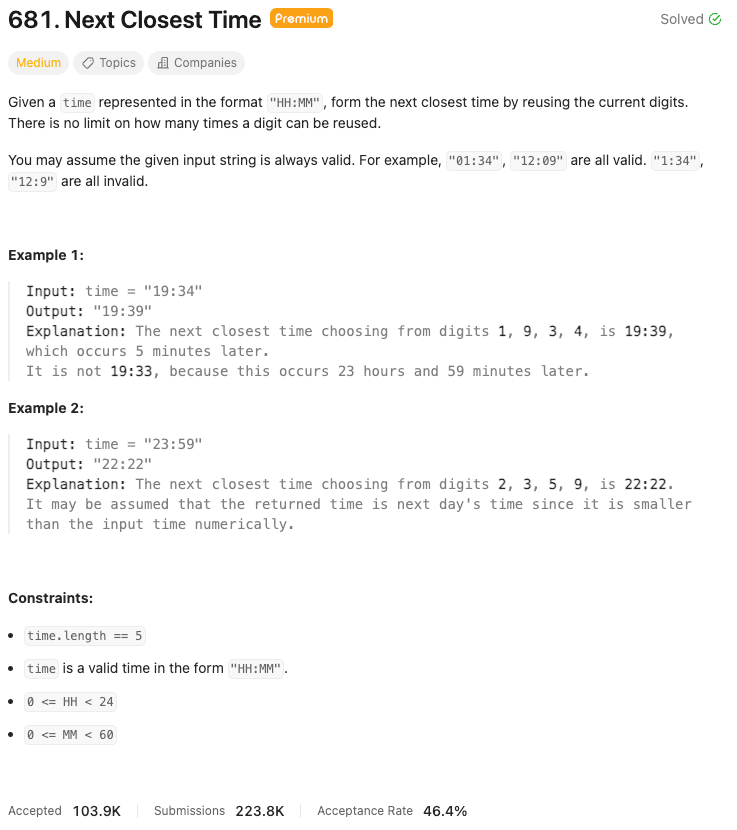 681. Next Closest Time Premium Solved
Medium Topics Companies
Given a time represented in the format "HH:MM", form the next closest time by reusing the current digits.
There is no limit on how many times a digit can be reused.
You may assume the given input string is always valid. For example, "01:34", "12:09" are all valid. "1:34",
"12:9" are all invalid.
Example 1:
Input: time = "19:34"
Output: "19:39"
Explanation: The next closest time choosing from digits 1, 9, 3, 4, is 19:39,
which occurs 5 minutes later.
It is not 19:33, because this occurs 23 hours and 59 minutes later.
Example 2:
Input: time = "23:59"
Output: "22:22"
Explanation: The next closest time choosing from digits 2, 3, 5, 9, is 22:22.
It may be assumed that the returned time is next day's time since it is smaller
than the input time numerically.
Constraints:
• time.length == 5
• time is a valid time in the form "HH:MM".
• 0 <= HH < 24
• 0 <= MM < 60
Accepted 103.9K Submissions 223.8K Acceptance Rate 46.4%